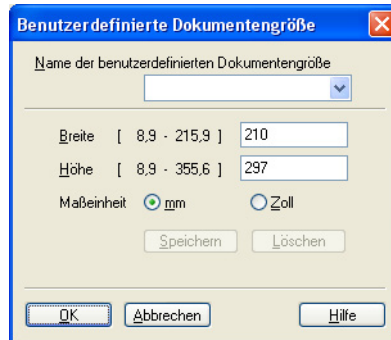 Benutzerdefinierte Dokumentengröße
Name der benutzerdefinierten Dokumentengröße
Breite [ 8,9 - 215,9 ] 210
Höhe [ 8,9 - 355,6 ] 297
Maßeinheit mm Zoll
Speichern Löschen
OK Abbrechen Hilfe